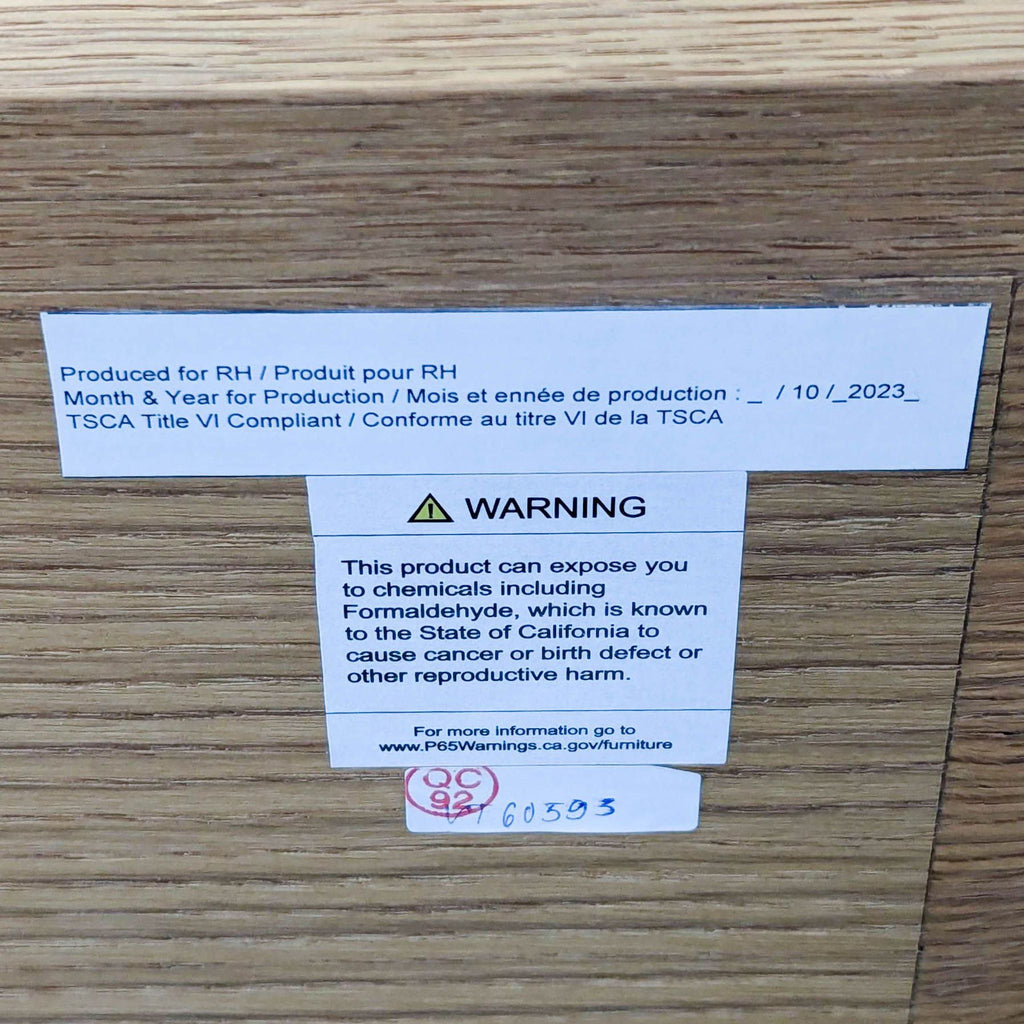 Produced for RH / Produit pour RH
Month & Year for Production / Mois et ennée de production : _ / 10 /_2023_
TSCA Title VI Compliant / Conforme au titre VI de la TSCA
WARNING
This product can expose you
to chemicals including
Formaldehyde, which is known
to the State of California to
cause cancer or birth defect or
other reproductive harm.
For more information go to
www.P65Warnings.ca.gov/furniture
QC
92
60593